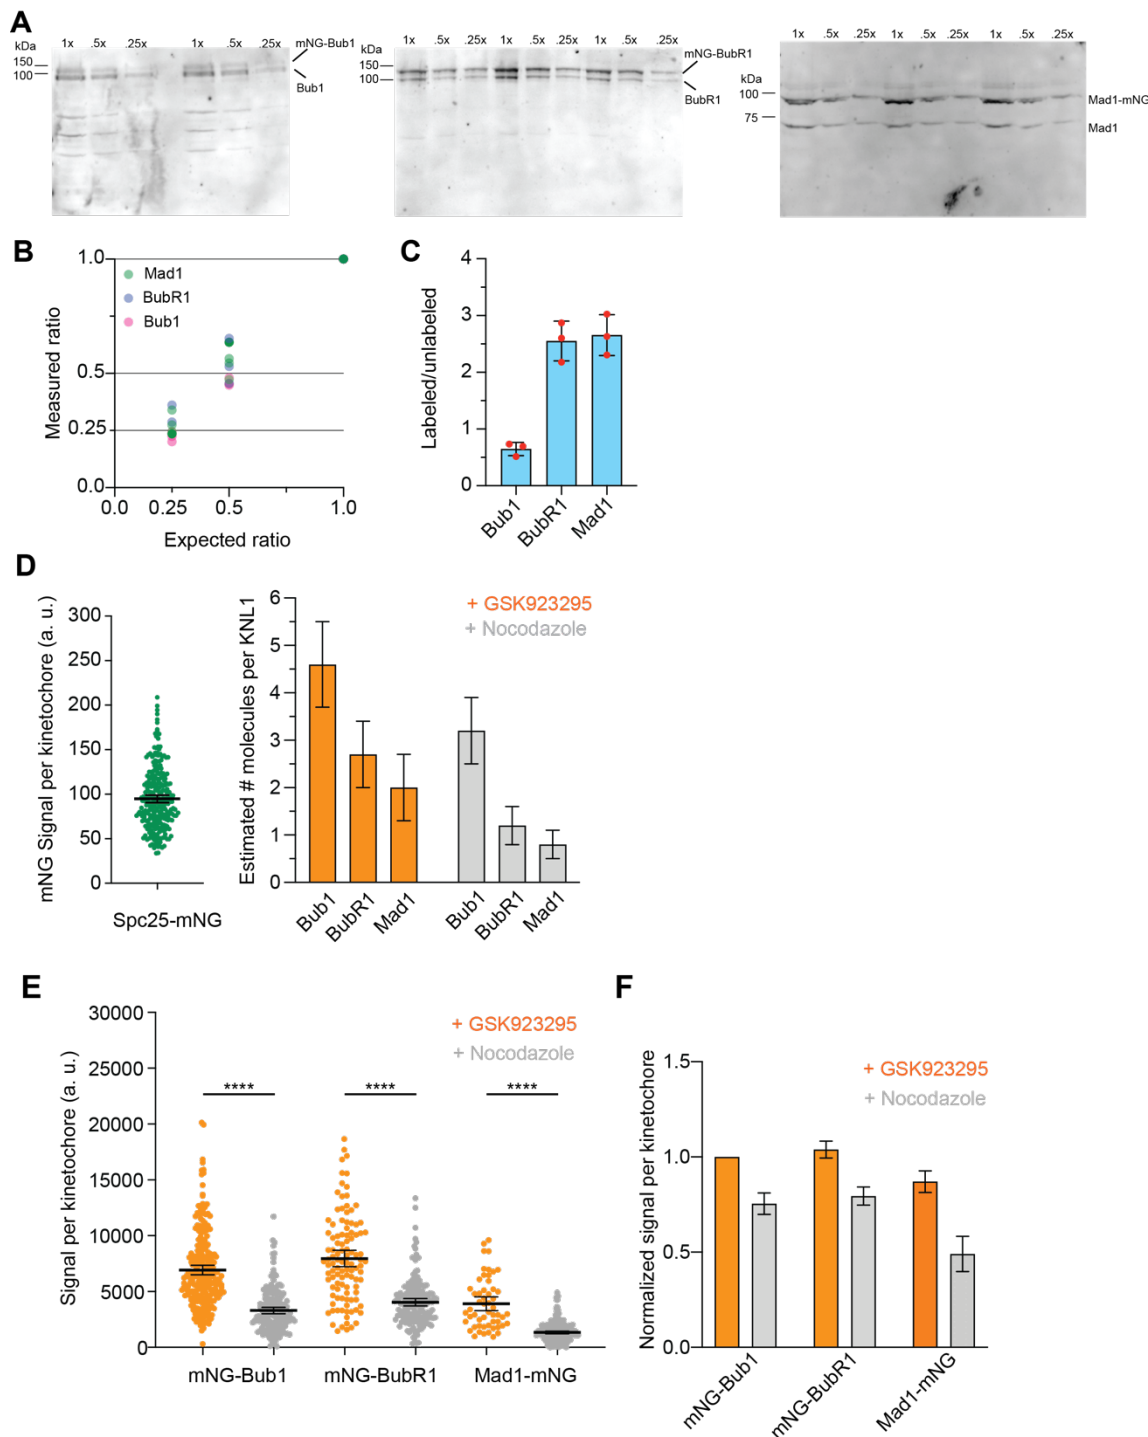 A
kDa
1x .5x .25x 1x .5x .25x
150
100
mNG-Bub1
Bub1
kDa
1x .5x .25x 1x .5x .25x 1x .5x .25x
150
100
mNG-BubR1
BubR1
1x .5x .25x 1x .5x .25x 1x .5x .25x
kDa
100
75
Mad1-mNG
Mad1
B
Measured ratio
1.0
0.5
0.25
0.0
Mad1
BubR1
Bub1
0.0 0.25 0.5 1.0
Expected ratio
C
Labeled/unlabeled
4
3
2
1
0
Bub1
BubR1
Mad1
D
mNG Signal per kinetochore (a. u.)
300
250
200
150
100
50
0
Spc25-mNG
Estimated # molecules per KNL1
6
5
4
3
2
1
0
+ GSK923295
+ Nocodazole
Bub1
BubR1
Mad1
Bub1
BubR1
Mad1
E
Signal per kinetochore (a. u.)
30000
25000
20000
15000
10000
5000
0
+ GSK923295
+ Nocodazole
**** **** ****
mNG-Bub1 mNG-BubR1 Mad1-mNG
F
Normalized signal per kinetochore
1.5
1.0
0.5
0.0
+ GSK923295
+ Nocodazole
mNG-Bub1
mNG-BubR1
Mad1-mNG